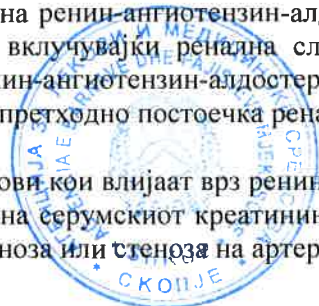 на ренин-ангиотензин-алд
вклучувајќи ренална сл
ин-ангиотензин-алдостер
претходно постоечка рена
ови кои влијаат врз ренин
на серумскиот креатинин
ноза или стеноза на артер
СКОПЈЕ